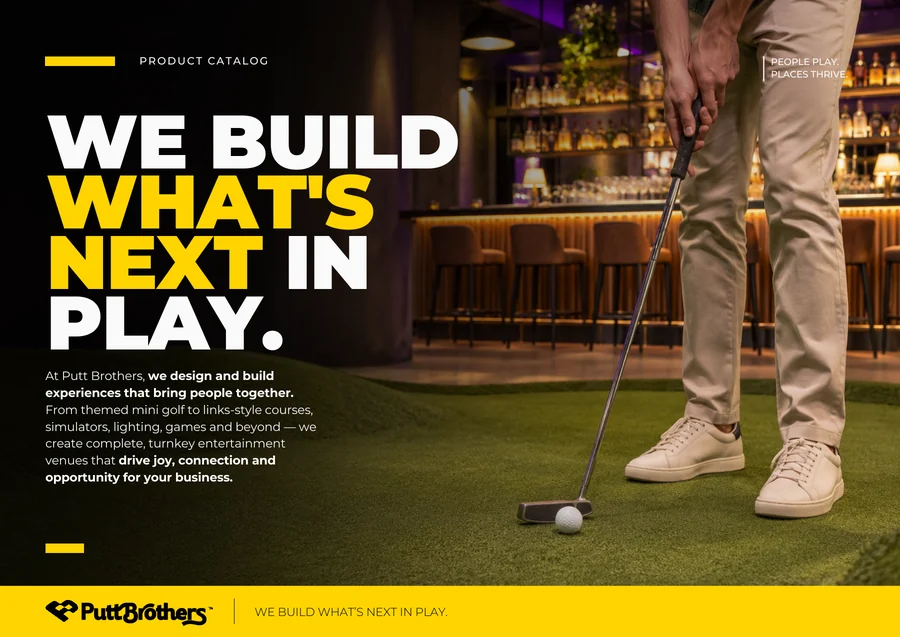 PRODUCT CATALOG
PEOPLE PLAY.
PLACES THRIVE.
WE BUILD
WHAT'S
NEXT IN
PLAY.
At Putt Brothers, we design and build
experiences that bring people together.
From themed mini golf to links-style courses,
simulators, lighting, games and beyond — we
create complete, turnkey entertainment
venues that drive joy, connection and
opportunity for your business.
PuttBrothers™
WE BUILD WHAT'S NEXT IN PLAY.